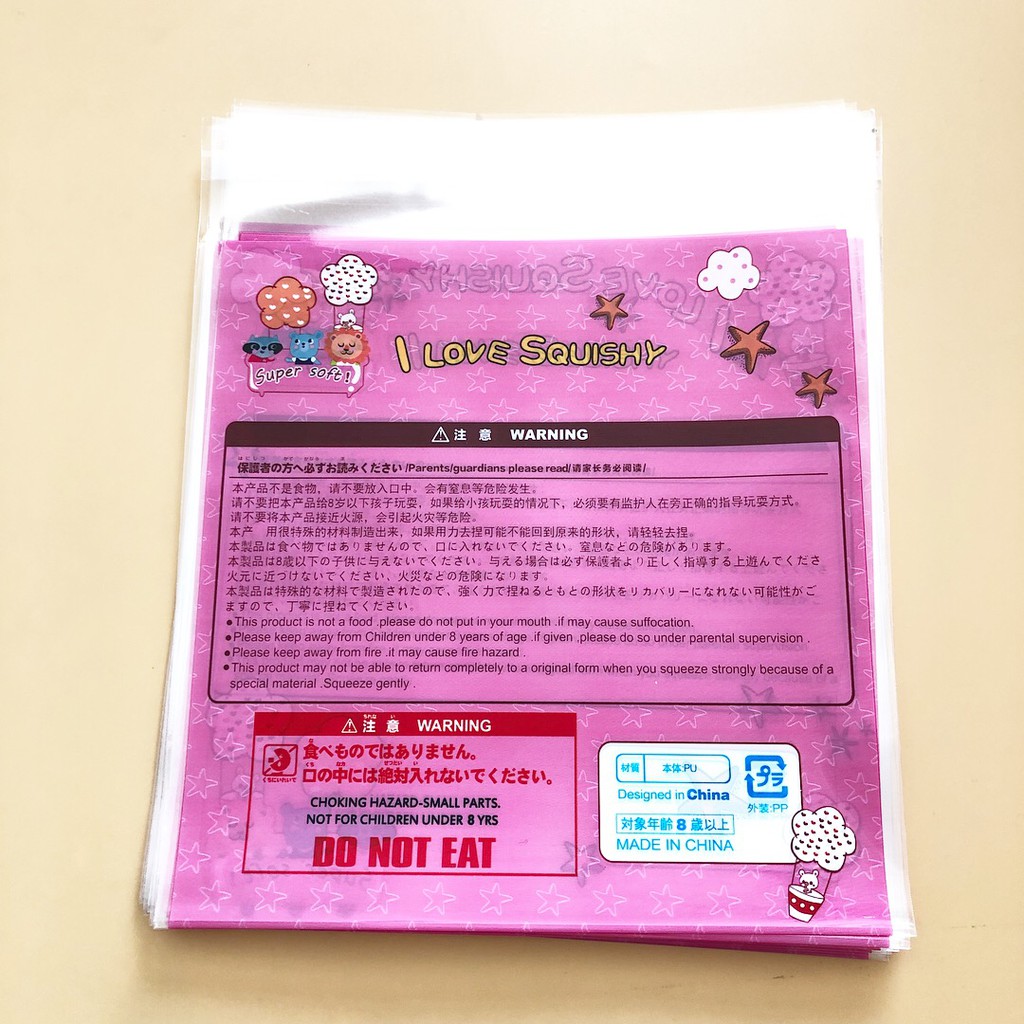 I LOVE SQUISHY
Super soft!
注 意 WARNING
保護者の方へ必ずお読みください /Parents/guardians please read/请家长务必阅读/
本产品不是食物，请不要放入口中。会有窒息等危险发生。
请不要把本产品给8岁以下孩子玩耍，如果给小孩玩耍的情况下，必须要有监护人在旁正确的指导玩耍方式。
请不要将本产品接近火源，会引起火灾等危险。
本产 用很特殊的材料制造出来，如果用力去捏可能不能回到原来的形状，请轻轻去捏。
本製品は食べ物ではありませんので、口に入れないでください。窒息などの危険があります。
本製品は8歳以下の子供に与えないでください。与える場合は必ず保護者より正しく指導する上遊んでくださ
火元に近づけないでください、火災などの危険になります。
本製品は特殊的な材料で製造されたので、強く力で捏ねるともとの形状をリカバリーになれない可能性がご
ますので、丁寧に捏ねてください。
●This product is not a food .please do not put in your mouth .if may cause suffocation.
●Please keep away from Children under 8 years of age .if given ,please do so under parental supervision .
●Please keep away from fire .it may cause fire hazard .
●This product may not be able to return completely to a original form when you squeeze strongly because of a
special material .Squeeze gently .
注 意 WARNING
食べものではありません。
口の中には絶対入れないでください。
くちにいれないで
CHOKING HAZARD-SMALL PARTS.
NOT FOR CHILDREN UNDER 8 YRS
DO NOT EAT
材質 本体:PU
Designed in China
対象年齢 8 歳以上
MADE IN CHINA
プラ
外装:PP